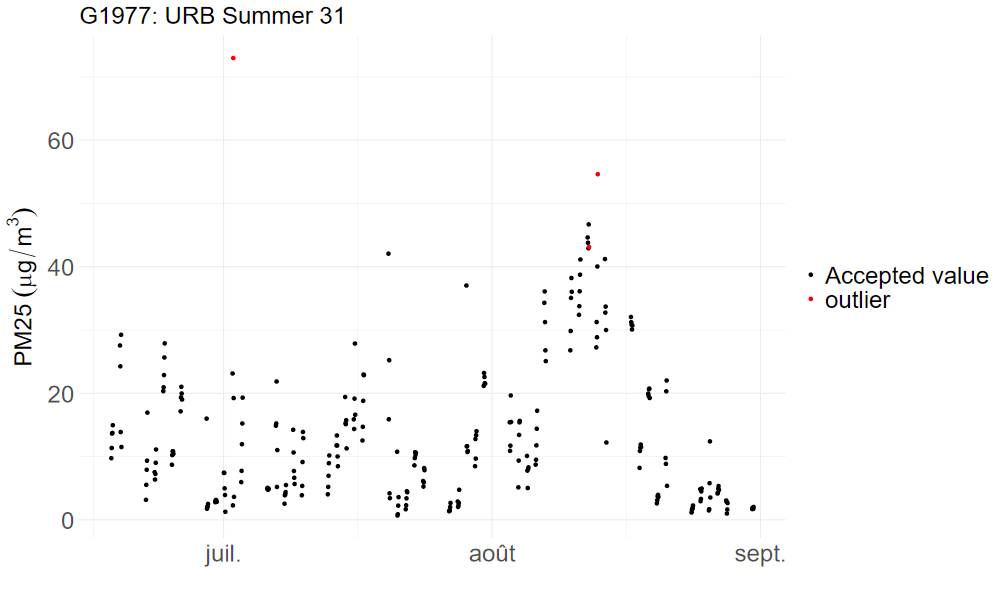 G1977: URB Summer 31
PM25 (μg/m³)
60
40
20
0
juil.
août
sept.
Accepted value
outlier